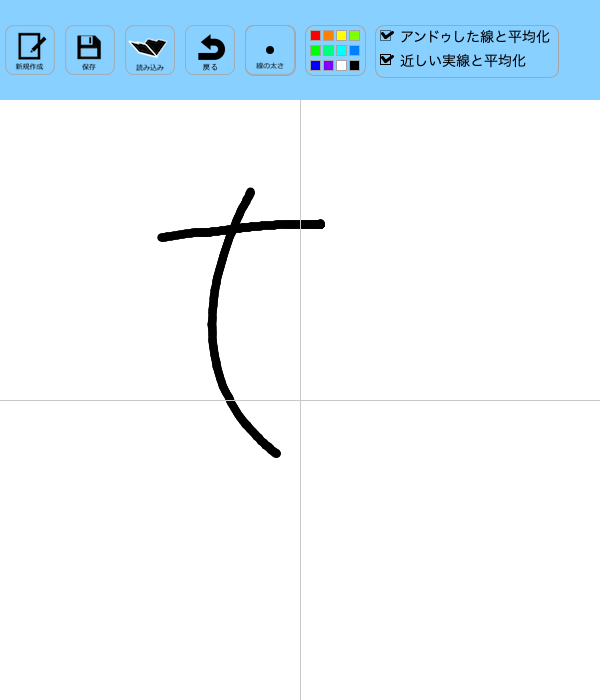 新規作成
保存
読み込み
戻る
線の太さ
アンドゥした線と平均化
近しい実線と平均化